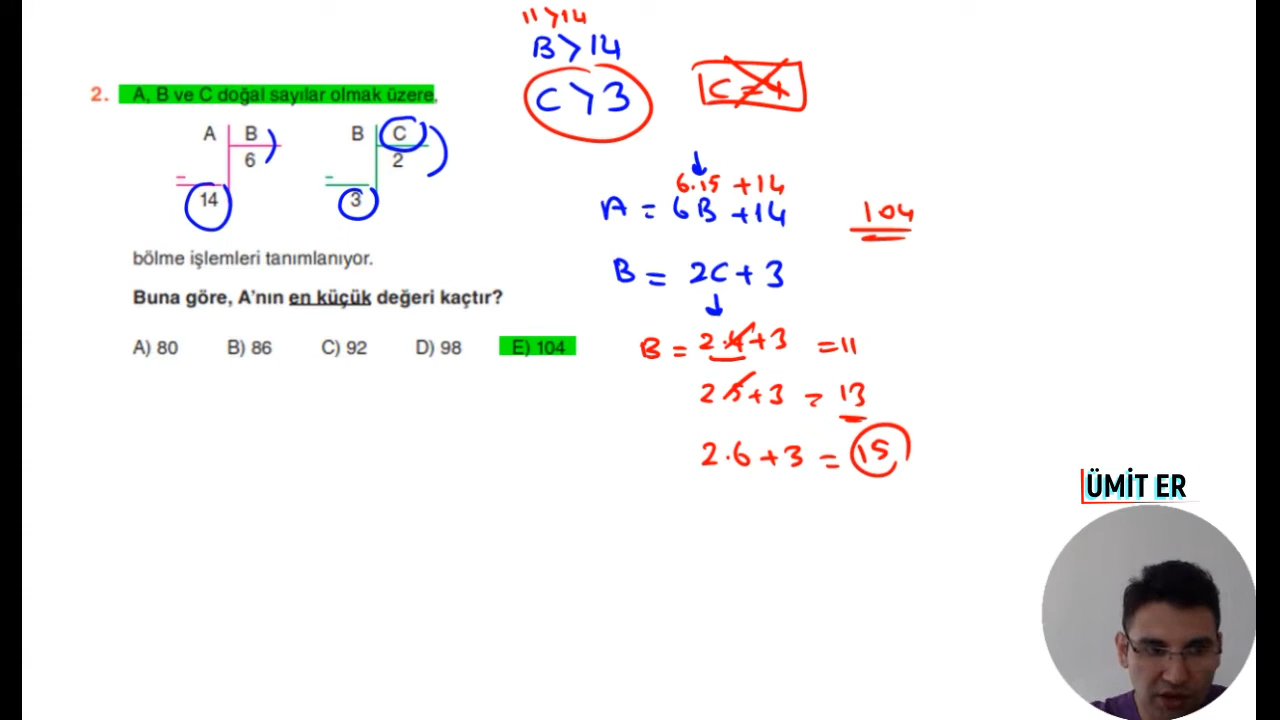 2. A, B ve C doğal sayılar olmak üzere,
A B
6
14
B C
2
3
bölme işlemleri tanımlanıyor.
Buna göre, A'nın en küçük değeri kaçtır?
A) 80 B) 86 C) 92 D) 98 E) 104
11 > 14
B > 14
C > 3
C = 4
6.15 + 14
A = 6B + 14
104
B = 2C + 3
B = 2.4 + 3 = 11
2 5 + 3 = 13
2.6 + 3 = 15
ÜMİT ER